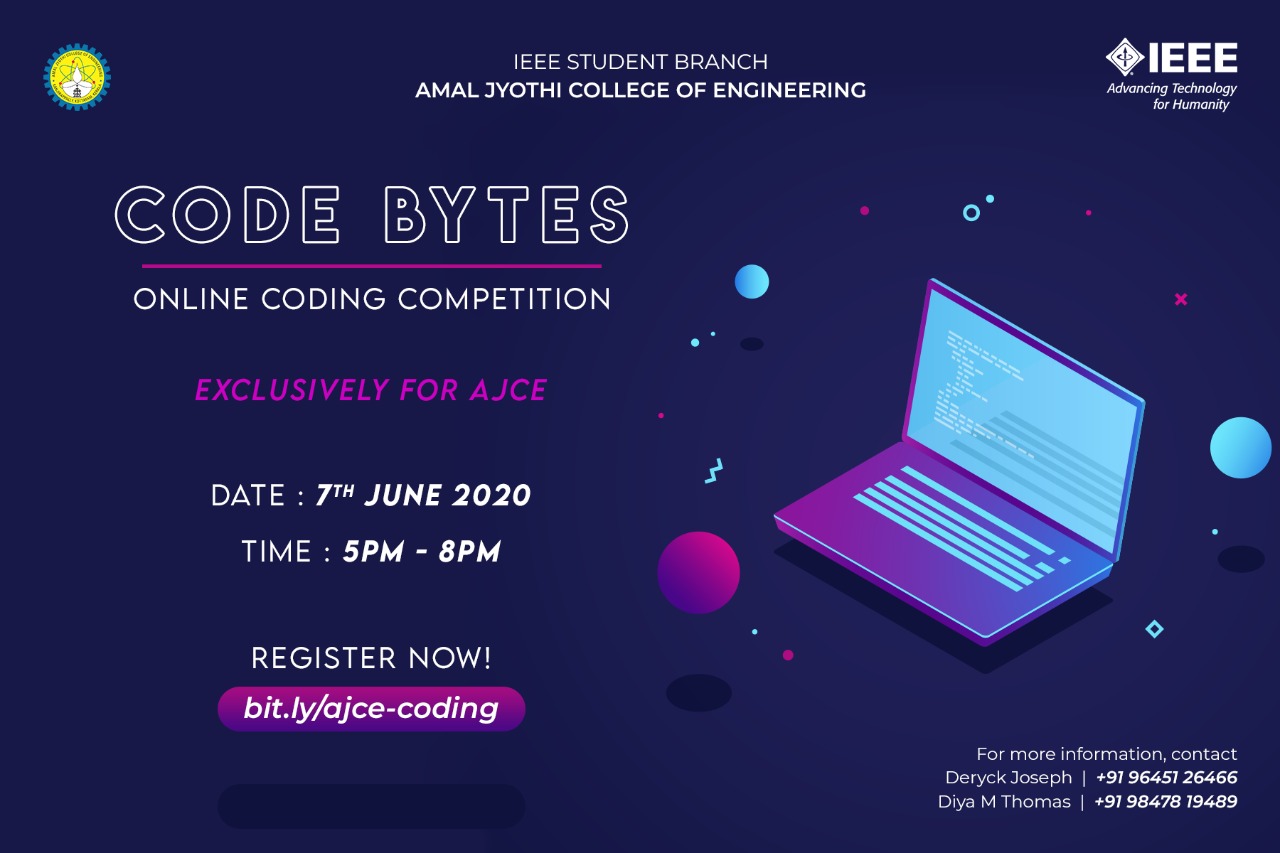 IEEE STUDENT BRANCH
AMAL JYOTHI COLLEGE OF ENGINEERING
IEEE
Advancing Technology
for Humanity
CODE BYTES
ONLINE CODING COMPETITION
EXCLUSIVELY FOR AJCE
DATE : 7TH JUNE 2020
TIME : 5PM - 8PM
REGISTER NOW!
bit.ly/ajce-coding
For more information, contact
Deryck Joseph | +91 96451 26466
Diya M Thomas | +91 98478 19489